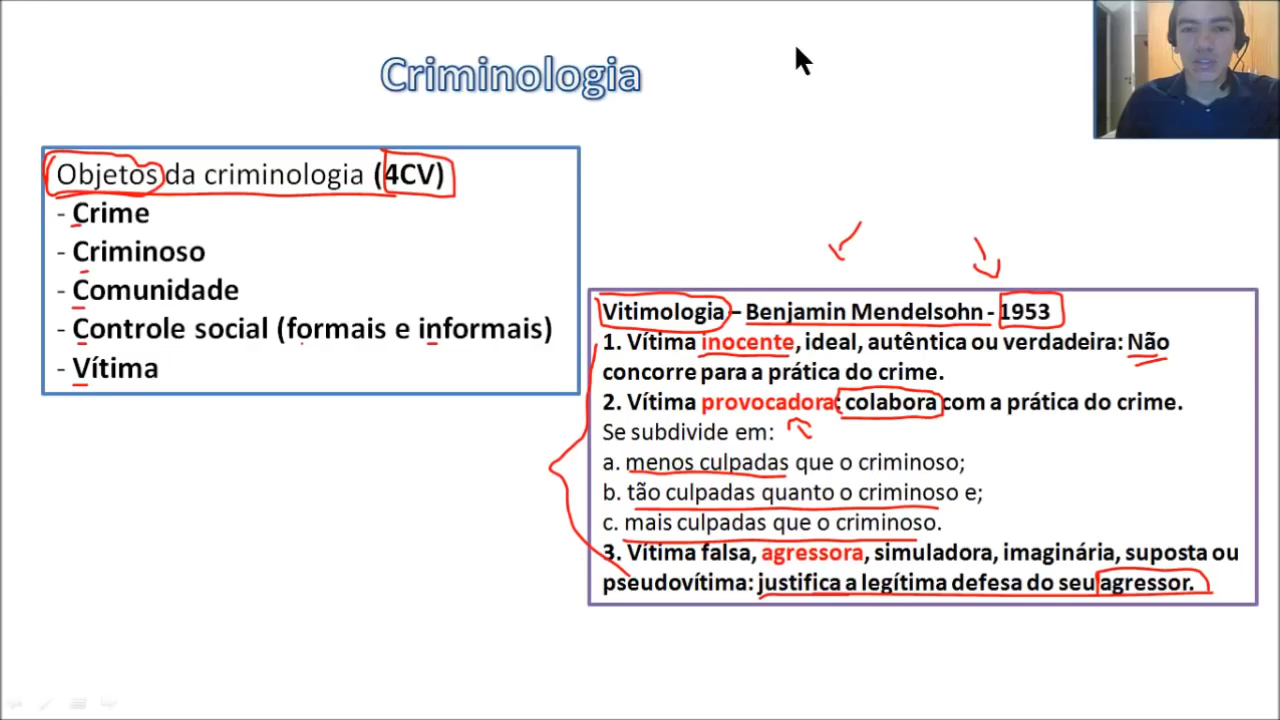 Criminologia
Objetos da criminologia (4CV)
- Crime
- Criminoso
- Comunidade
- Controle social (formais e informais)
- Vítima
Vitimologia – Benjamin Mendelsohn - 1953
1. Vítima inocente, ideal, autêntica ou verdadeira: Não
concorre para a prática do crime.
2. Vítima provocadora: colabora com a prática do crime.
Se subdivide em:
a. menos culpadas que o criminoso;
b. tão culpadas quanto o criminoso e;
c. mais culpadas que o criminoso.
3. Vítima falsa, agressora, simuladora, imaginária, suposta ou
pseudovítima: justifica a legítima defesa do seu agressor.